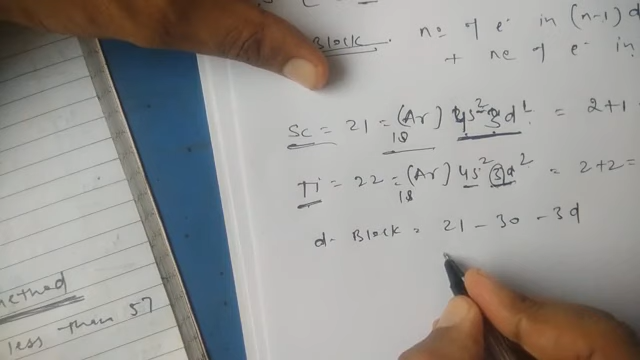 Block. no of e⁻ in (n-1) d
+ no of e⁻ in
Sc = 21 = (Ar) 4s² 3d¹ = 2+1
18
Ti = 22 = (Ar) 4s² 3d² = 2+2=
18
d- Block = 21 - 30 - 3d
method
less than 57